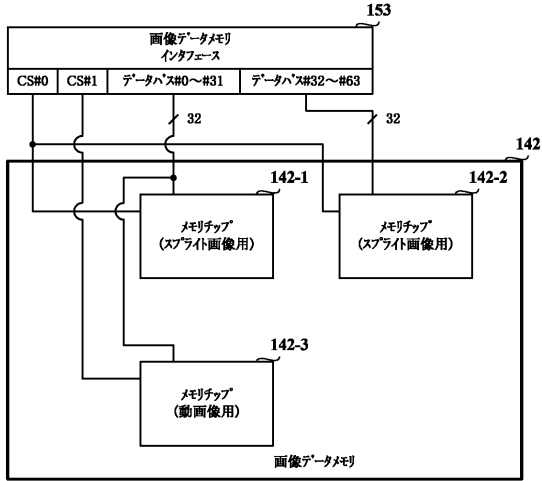 153
画像ﾃﾞｰﾀﾒﾓﾘ
ｲﾝﾀﾌｪｰｽ
CS#0 CS#1 ﾃﾞｰﾀﾊﾞｽ#0～#31 ﾃﾞｰﾀﾊﾞｽ#32～#63
32 32
142
142-1 142-2
ﾒﾓﾘﾁｯﾌﾟ
(ｽﾌﾟﾗｲﾄ画像用)
ﾒﾓﾘﾁｯﾌﾟ
(ｽﾌﾟﾗｲﾄ画像用)
142-3
ﾒﾓﾘﾁｯﾌﾟ
(動画像用)
画像ﾃﾞｰﾀﾒﾓﾘ